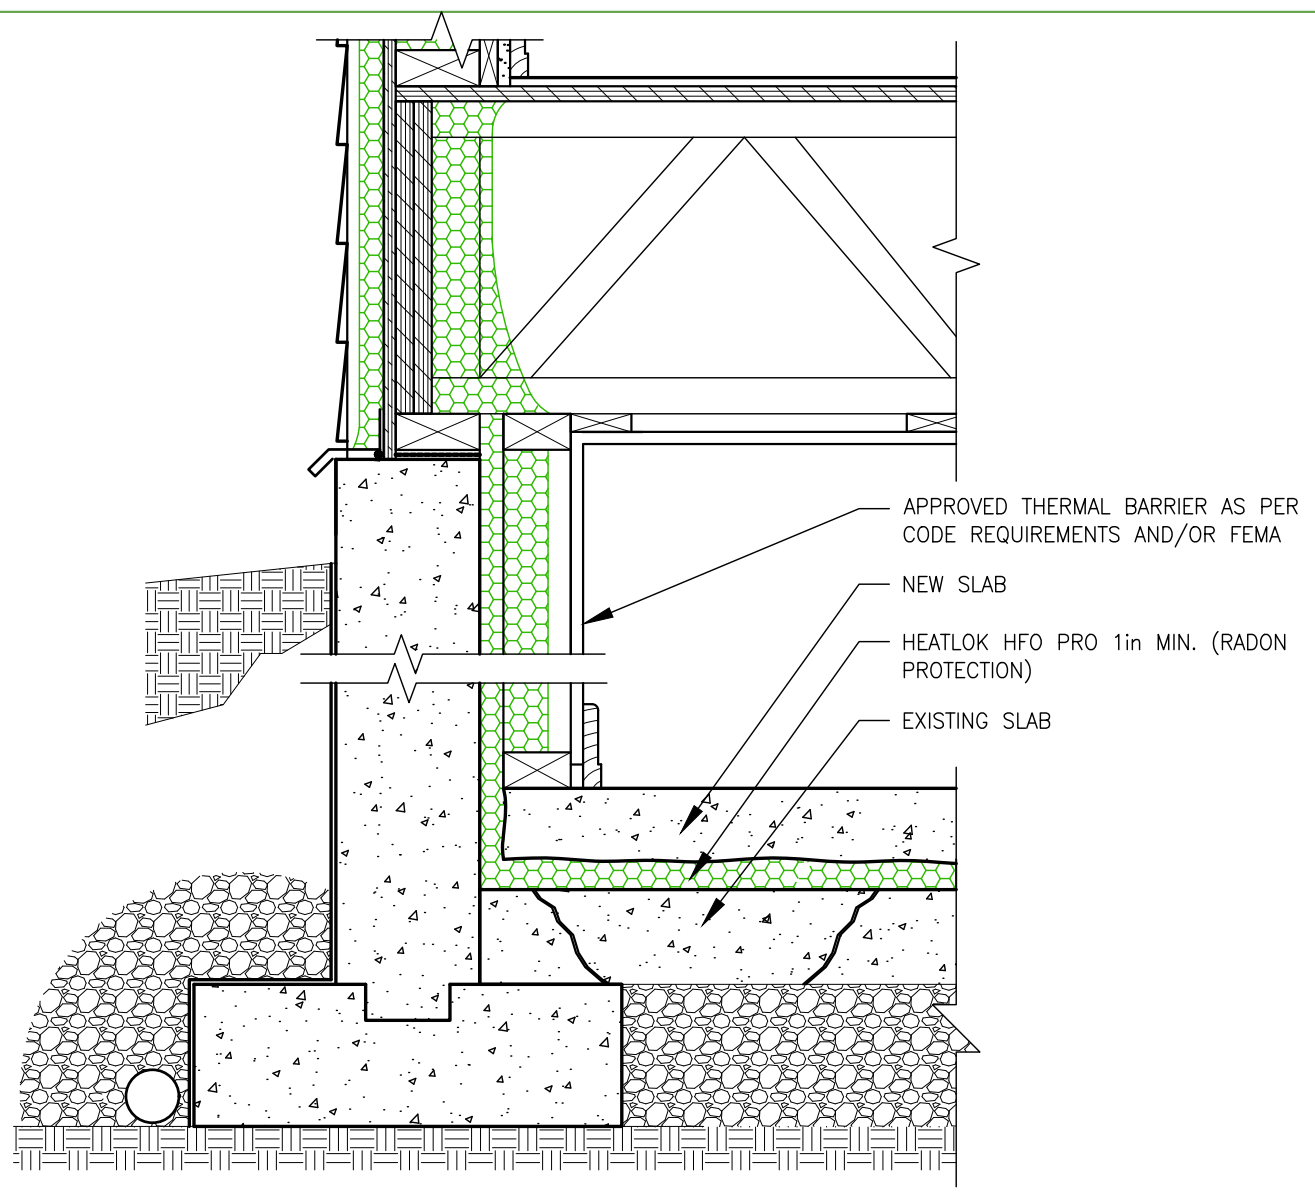 APPROVED THERMAL BARRIER AS PER
CODE REQUIREMENTS AND/OR FEMA
NEW SLAB
HEATLOK HFO PRO 1in MIN. (RADON
PROTECTION)
EXISTING SLAB